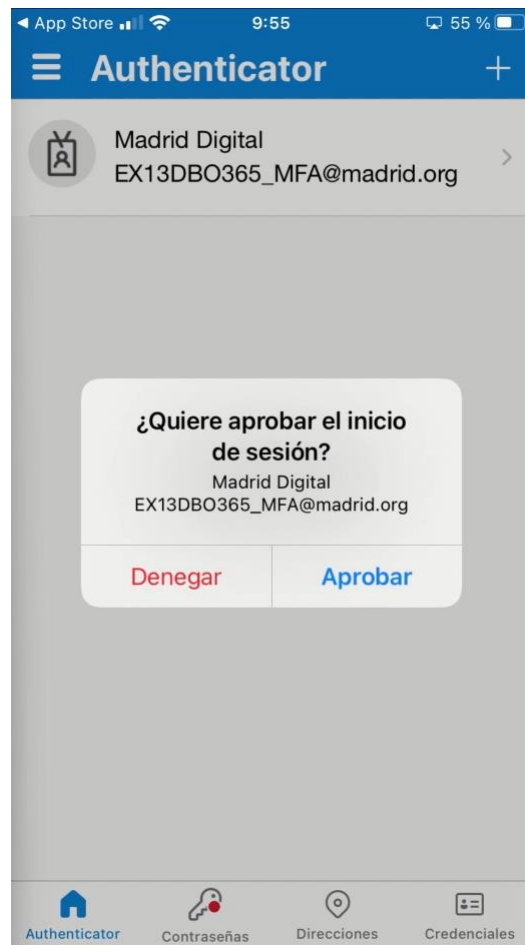 ◀ App Store 9:55 55 %
Authenticator
Madrid Digital
EX13DBO365_MFA@madrid.org
¿Quiere aprobar el inicio
de sesión?
Madrid Digital
EX13DBO365_MFA@madrid.org
Denegar Aprobar
Authenticator Contraseñas Direcciones Credenciales